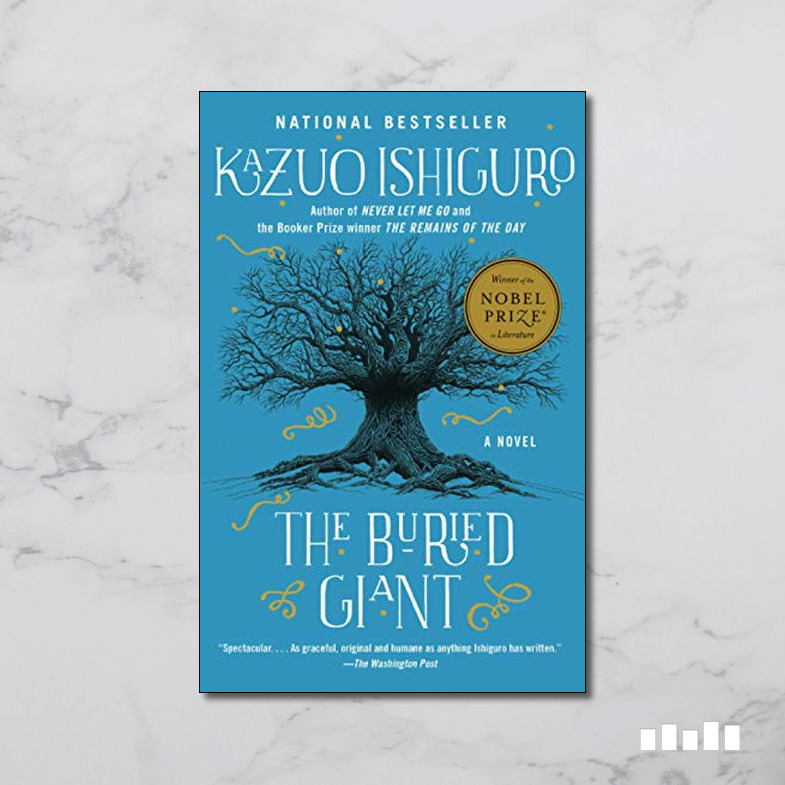 NATIONAL BESTSELLER
KAZUO ISHIGURO
Author of NEVER LET ME GO and
the Booker Prize winner THE REMAINS OF THE DAY
Winner of the
NOBEL
PRIZE®
in Literature
A NOVEL
THE BURIED
GIANT
"Spectacular. . . . As graceful, original and humane as anything Ishiguro has written."
—The Washington Post